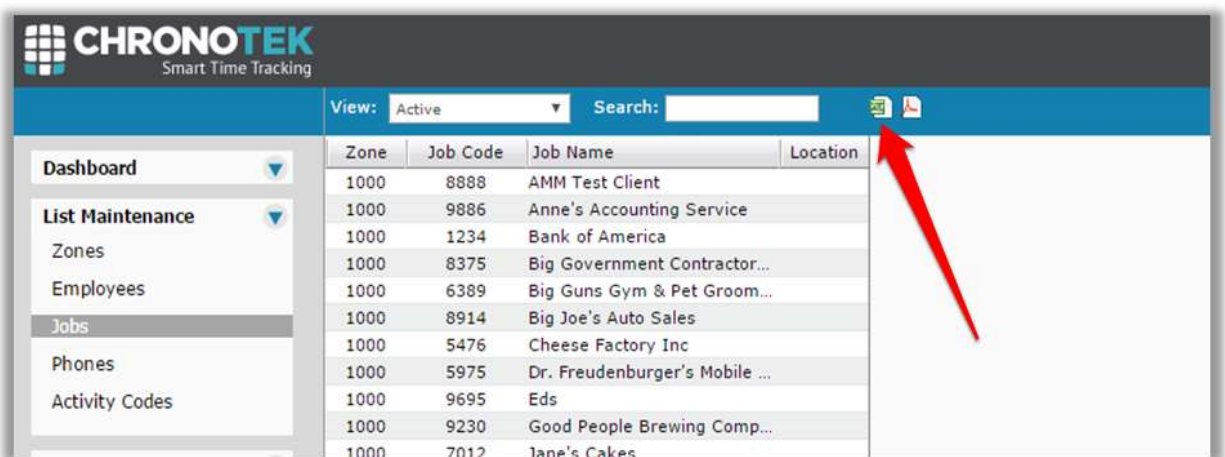 CHRONOTEK
Smart Time Tracking
View: Active Search:
Dashboard
List Maintenance
Zones
Employees
Jobs
Phones
Activity Codes
Zone Job Code Job Name Location
1000 8888 AMM Test Client
1000 9886 Anne's Accounting Service
1000 1234 Bank of America
1000 8375 Big Government Contractor...
1000 6389 Big Guns Gym & Pet Groom...
1000 8914 Big Joe's Auto Sales
1000 5476 Cheese Factory Inc
1000 5975 Dr. Freudenburger's Mobile ...
1000 9695 Eds
1000 9230 Good People Brewing Comp...
1000 7012 Jane's Cakes